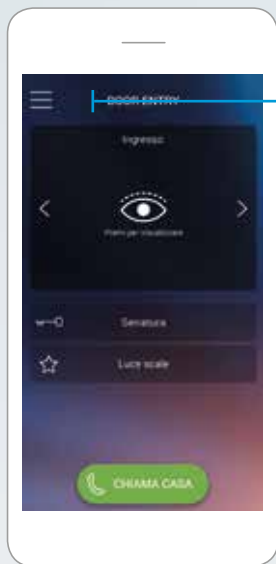 DOOR ENTRY
Ingresso
Premi per visualizzare
Serratura
Luce scale
CHIAMA CASA